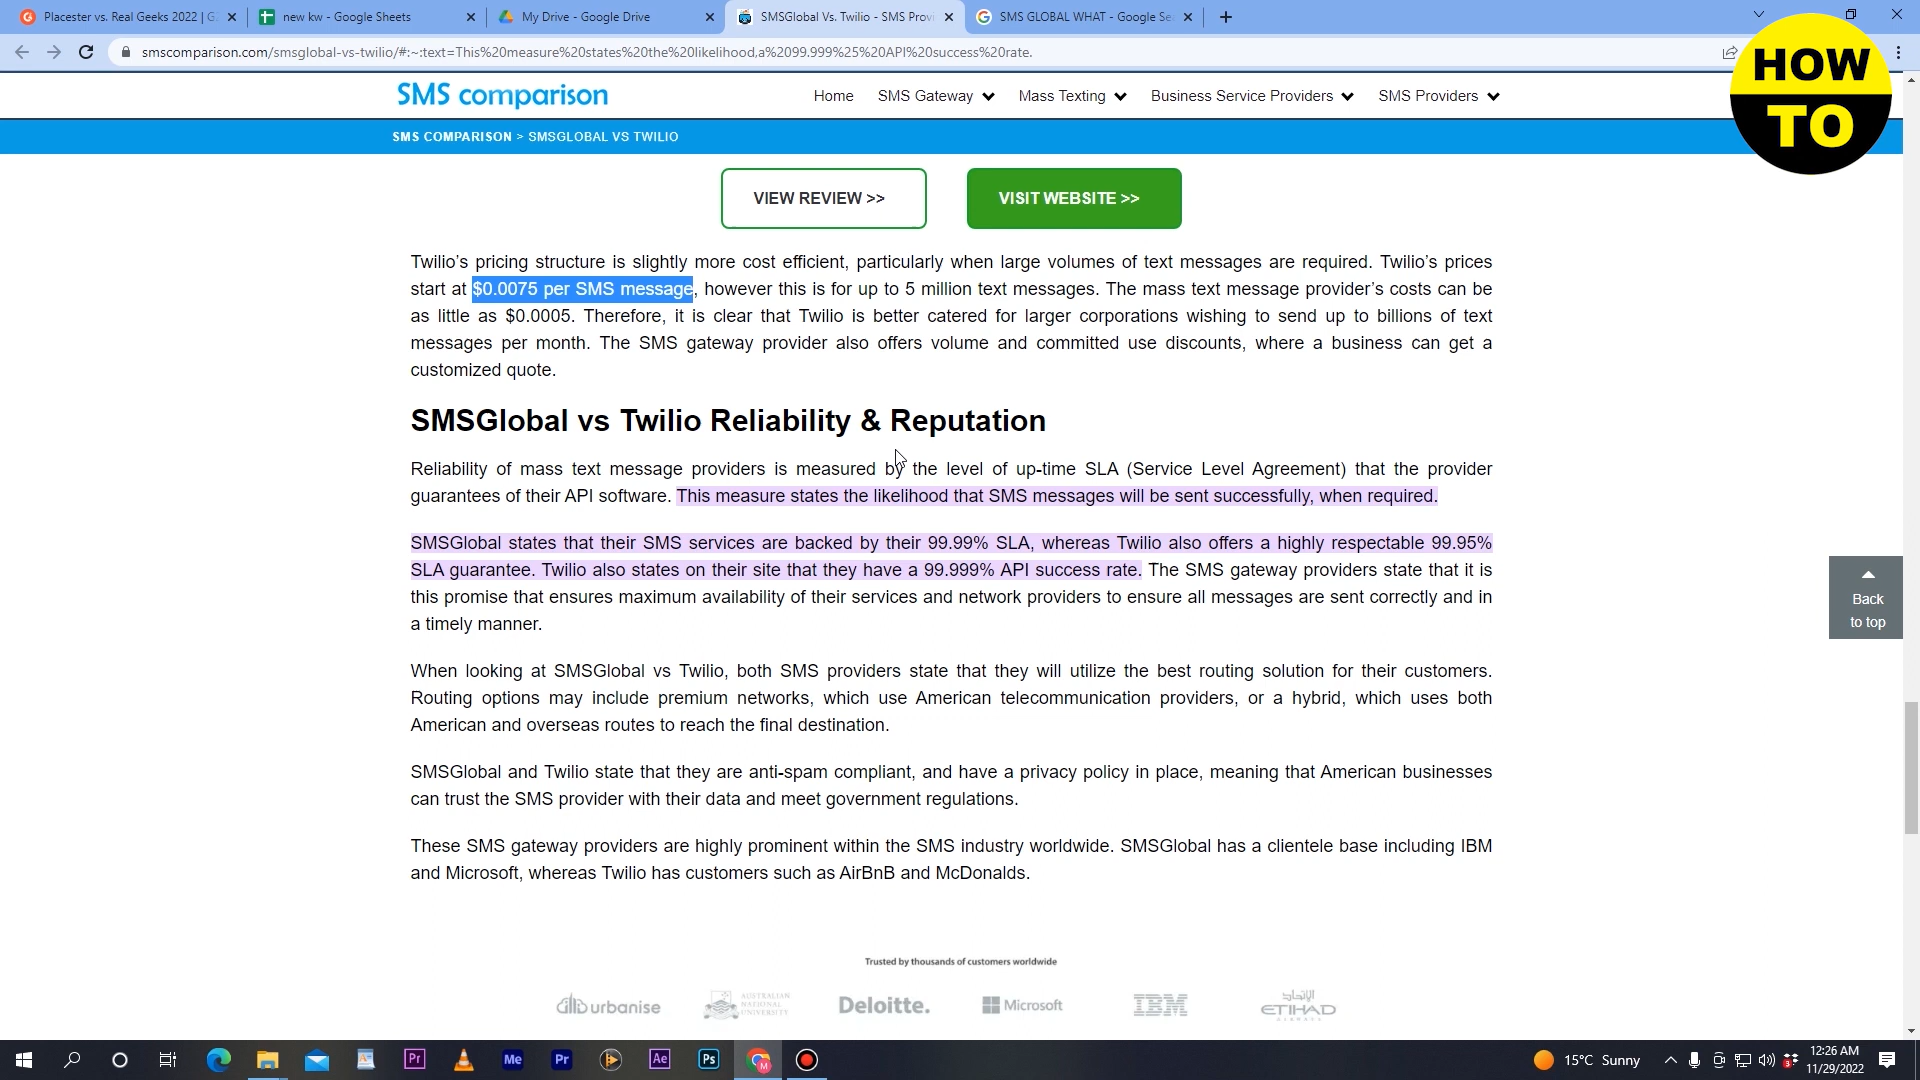 Placester vs. Real Geeks 2022 | G
new kw - Google Sheets
My Drive - Google Drive
SMSGlobal Vs. Twilio - SMS Prov
SMS GLOBAL WHAT - Google Se
smscomparison.com/smsglobal-vs-twilio/#:~:text=This%20measure%20states%20the%20likelihood,a%2099.999%25%20API%20success%20rate.
HOW
TO
SMS comparison
Home SMS Gateway Mass Texting Business Service Providers SMS Providers
SMS COMPARISON > SMSGLOBAL VS TWILIO
VIEW REVIEW >>
VISIT WEBSITE >>
Twilio’s pricing structure is slightly more cost efficient, particularly when large volumes of text messages are required. Twilio’s prices
start at $0.0075 per SMS message, however this is for up to 5 million text messages. The mass text message provider’s costs can be
as little as $0.0005. Therefore, it is clear that Twilio is better catered for larger corporations wishing to send up to billions of text
messages per month. The SMS gateway provider also offers volume and committed use discounts, where a business can get a
customized quote.
SMSGlobal vs Twilio Reliability & Reputation
Reliability of mass text message providers is measured by the level of up-time SLA (Service Level Agreement) that the provider
guarantees of their API software. This measure states the likelihood that SMS messages will be sent successfully, when required.
SMSGlobal states that their SMS services are backed by their 99.99% SLA, whereas Twilio also offers a highly respectable 99.95%
SLA guarantee. Twilio also states on their site that they have a 99.999% API success rate. The SMS gateway providers state that it is
this promise that ensures maximum availability of their services and network providers to ensure all messages are sent correctly and in
a timely manner.
When looking at SMSGlobal vs Twilio, both SMS providers state that they will utilize the best routing solution for their customers.
Routing options may include premium networks, which use American telecommunication providers, or a hybrid, which uses both
American and overseas routes to reach the final destination.
SMSGlobal and Twilio state that they are anti-spam compliant, and have a privacy policy in place, meaning that American businesses
can trust the SMS provider with their data and meet government regulations.
These SMS gateway providers are highly prominent within the SMS industry worldwide. SMSGlobal has a clientele base including IBM
and Microsoft, whereas Twilio has customers such as AirBnB and McDonalds.
Back
to top
Trusted by thousands of customers worldwide
urbanise
AUSTRALIAN
NATIONAL
UNIVERSITY
Deloitte.
Microsoft
IBM
الإتحاد
ETIHAD
AIRWAYS
Pr
Me
Pr
Ae
Ps
M
15°C Sunny
3
12:26 AM
11/29/2022